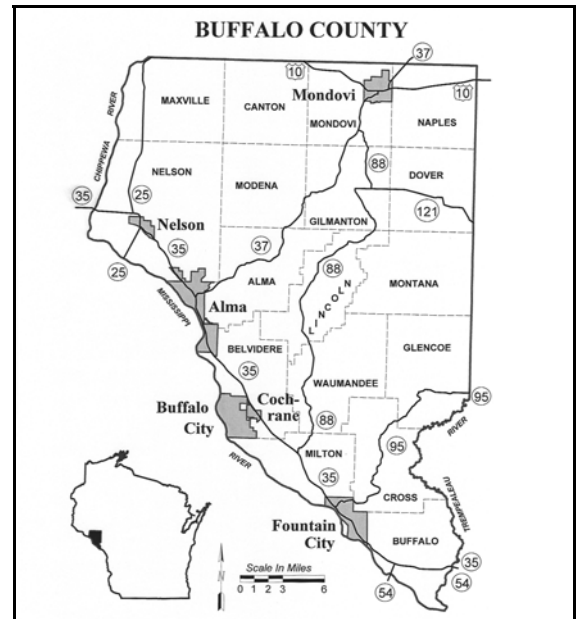 BUFFALO COUNTY
37
10
Mondovi
10
MAXVILLE
CANTON
MONDOVI
NAPLES
CHIPPEWA RIVER
NELSON
MODENA
88
DOVER
35
25
GILMANTON
121
Nelson
35
37
25
ALMA
88
MONTANA
LINCOLN
MISSISSIPPI
Alma
BELVIDERE
GLENCOE
35
WAUMANDEE
Coch-
rane
95
Buffalo
City
88
RIVER
95
RIVER
MILTON
35
CROSS
TREMPEALEAU
Fountain
City
BUFFALO
35
54
54
N
Scale In Miles
0 1 2 3 6